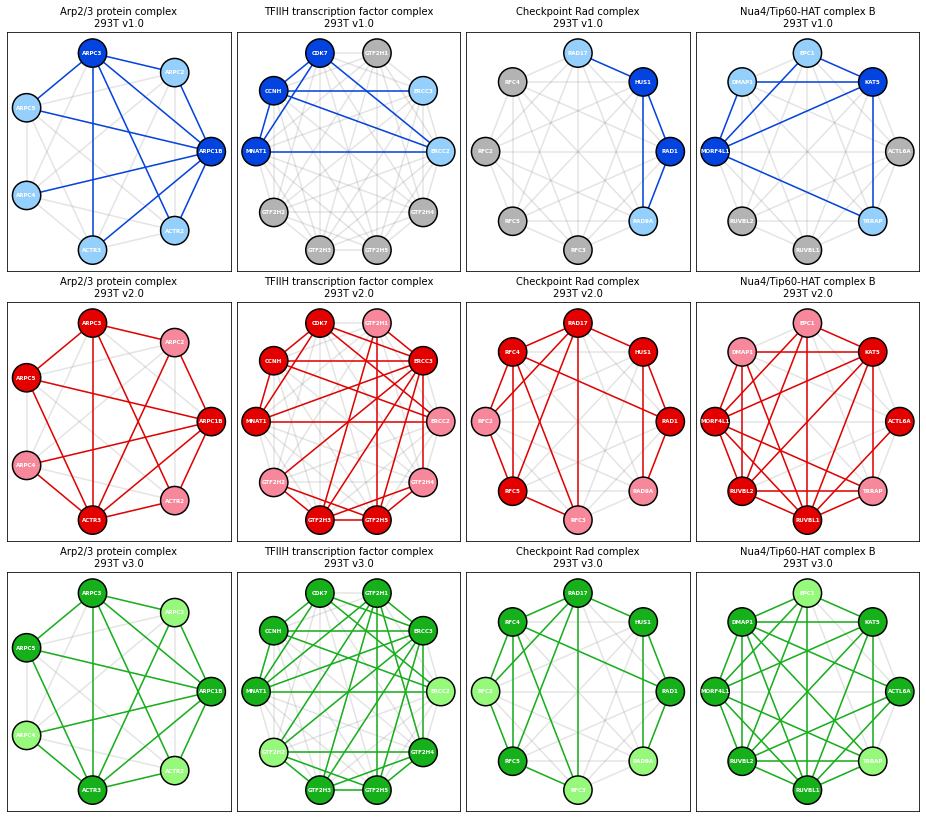 Arp2/3 protein complex
293T v1.0
ARPC3
ARPC2
ARPC5
ARPC1B
ARPC4
ACTR2
ACTR3
TFIIH transcription factor complex
293T v1.0
CDK7
GTF2H1
CCNH
ERCC3
MNAT1
ERCC2
GTF2H2
GTF2H4
GTF2H3
GTF2H5
Checkpoint Rad complex
293T v1.0
RAD17
RFC4
HUS1
RFC2
RAD1
RFC5
RAD9A
RFC3
Nua4/Tip60-HAT complex B
293T v1.0
EPC1
DMAP1
KAT5
MORF4L1
ACTL6A
RUVBL2
TRRAP
RUVBL1
Arp2/3 protein complex
293T v2.0
ARPC3
ARPC2
ARPC5
ARPC1B
ARPC4
ACTR2
ACTR3
TFIIH transcription factor complex
293T v2.0
CDK7
GTF2H1
CCNH
ERCC3
MNAT1
ERCC2
GTF2H2
GTF2H4
GTF2H3
GTF2H5
Checkpoint Rad complex
293T v2.0
RAD17
RFC4
HUS1
RFC2
RAD1
RFC5
RAD9A
RFC3
Nua4/Tip60-HAT complex B
293T v2.0
EPC1
DMAP1
KAT5
MORF4L1
ACTL6A
RUVBL2
TRRAP
RUVBL1
Arp2/3 protein complex
293T v3.0
ARPC3
ARPC2
ARPC5
ARPC1B
ARPC4
ACTR2
ACTR3
TFIIH transcription factor complex
293T v3.0
CDK7
GTF2H1
CCNH
ERCC3
MNAT1
ERCC2
GTF2H2
GTF2H4
GTF2H3
GTF2H5
Checkpoint Rad complex
293T v3.0
RAD17
RFC4
HUS1
RFC2
RAD1
RFC5
RAD9A
RFC3
Nua4/Tip60-HAT complex B
293T v3.0
EPC1
DMAP1
KAT5
MORF4L1
ACTL6A
RUVBL2
TRRAP
RUVBL1